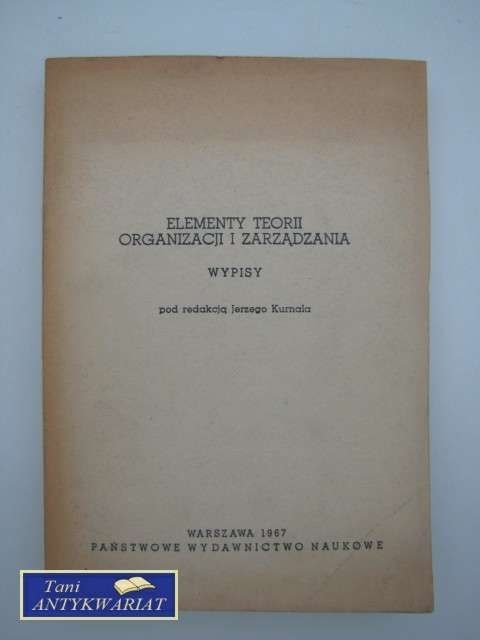 ELEMENTY TEORII
ORGANIZACJI I ZARZĄDZANIA
WYPISY
pod redakcją Jerzego Kurnala
WARSZAWA 1967
PAŃSTWOWE WYDAWNICTWO NAUKOWE
Tani
ANTYKWARIAT